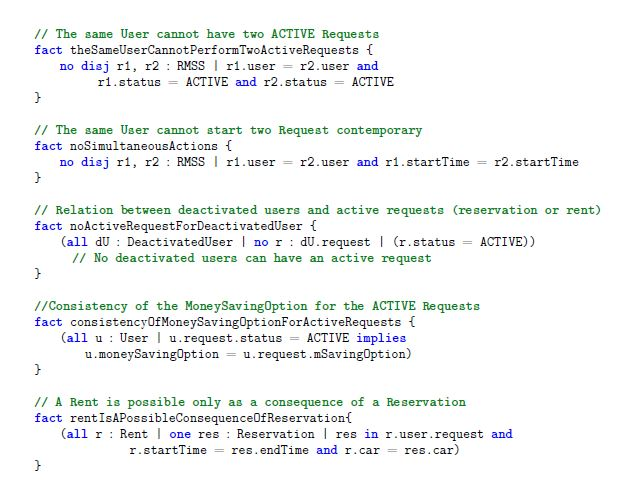 // The same User cannot have two ACTIVE Requests
fact theSameUserCannotPerformTwoActiveRequests {
no disj r1, r2 : RMSS | r1.user = r2.user and
r1.status = ACTIVE and r2.status = ACTIVE
}
// The same User cannot start two Request contemporary
fact noSimultaneousActions {
no disj r1, r2 : RMSS | r1.user = r2.user and r1.startTime = r2.startTime
}
// Relation between deactivated users and active requests (reservation or rent)
fact noActiveRequestForDeactivatedUser {
(all dU : DeactivatedUser | no r : dU.request | (r.status = ACTIVE))
// No deactivated users can have an active request
}
//Consistency of the MoneySavingOption for the ACTIVE Requests
fact consistencyOfMoneySavingOptionForActiveRequests {
(all u : User | u.request.status = ACTIVE implies
u.moneySavingOption = u.request.mSavingOption)
}
// A Rent is possible only as a consequence of a Reservation
fact rentIsAPossibleConsequenceOfReservation{
(all r : Rent | one res : Reservation | res in r.user.request and
r.startTime = res.endTime and r.car = res.car)
}